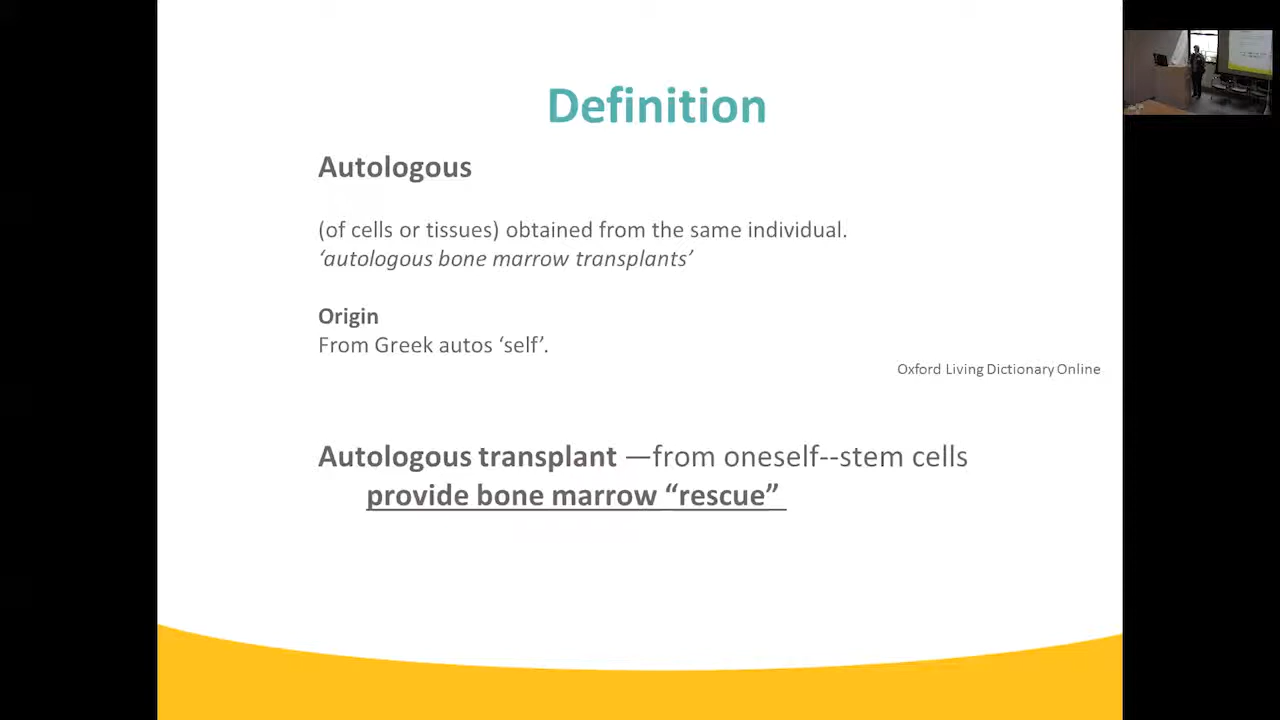 Definition
Autologous
(of cells or tissues) obtained from the same individual.
‘autologous bone marrow transplants’
Origin
From Greek autos ‘self’.
Oxford Living Dictionary Online
Autologous transplant —from oneself--stem cells
provide bone marrow “rescue”